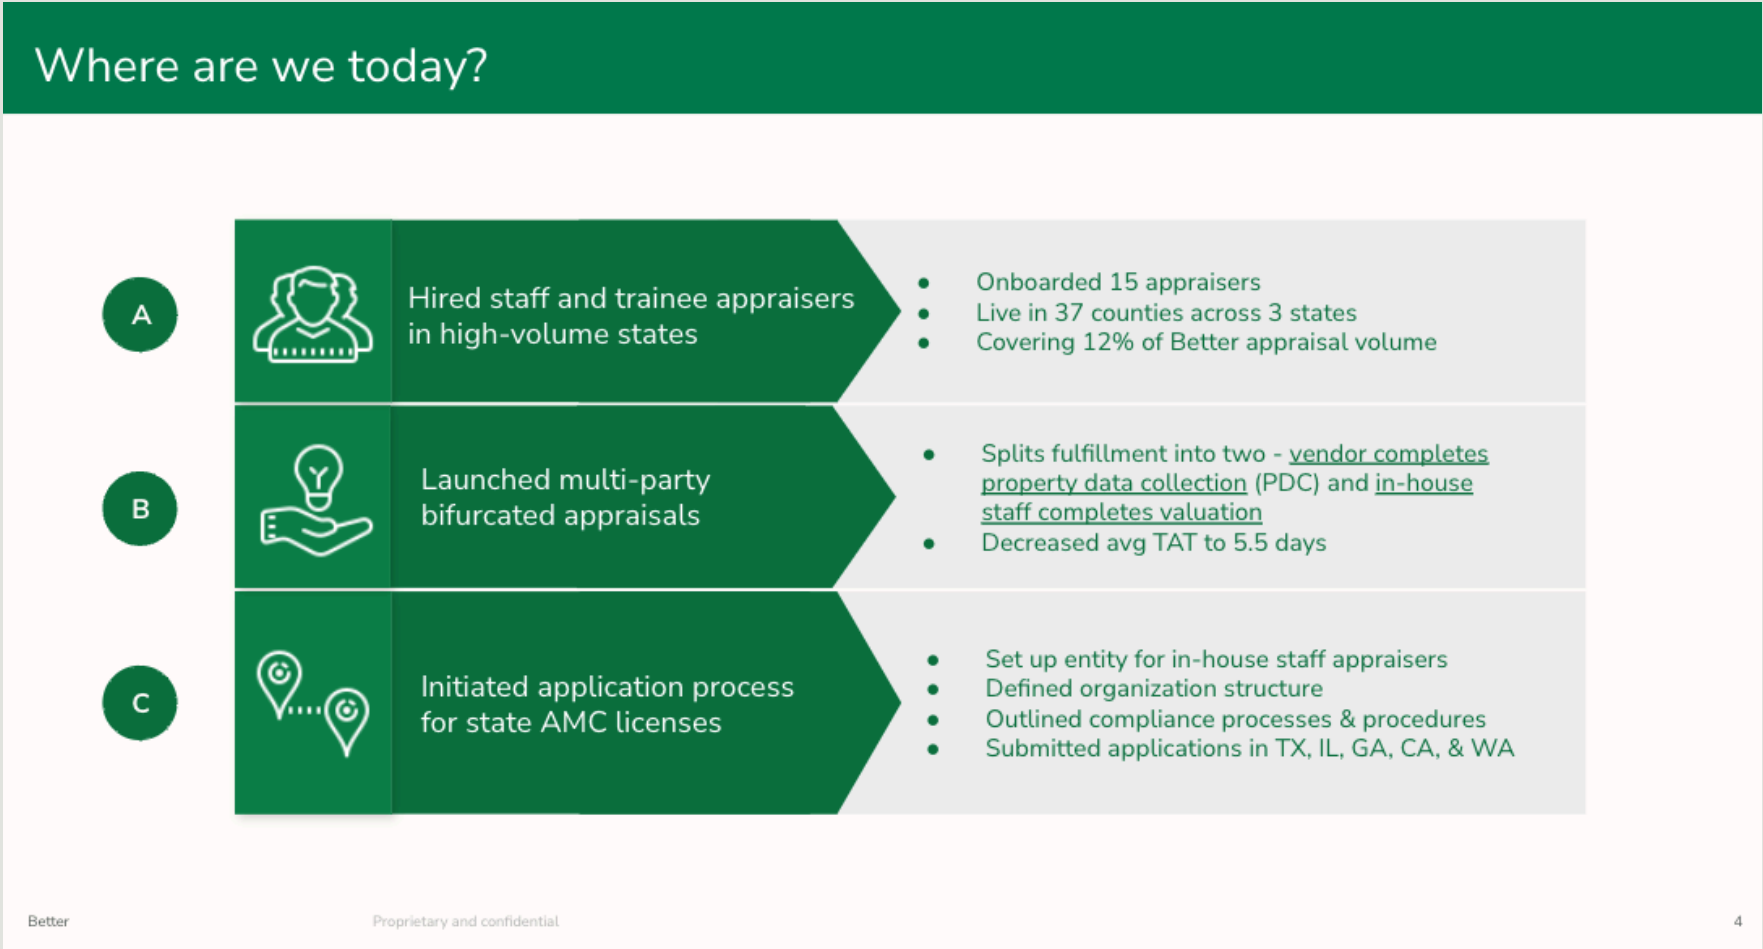 Where are we today?
A
Hired staff and trainee appraisers
in high-volume states
● Onboarded 15 appraisers
● Live in 37 counties across 3 states
● Covering 12% of Better appraisal volume
B
Launched multi-party
bifurcated appraisals
● Splits fulfillment into two - vendor completes
property data collection (PDC) and in-house
staff completes valuation
● Decreased avg TAT to 5.5 days
C
Initiated application process
for state AMC licenses
● Set up entity for in-house staff appraisers
● Defined organization structure
● Outlined compliance processes & procedures
● Submitted applications in TX, IL, GA, CA, & WA
Better
Proprietary and confidential
4